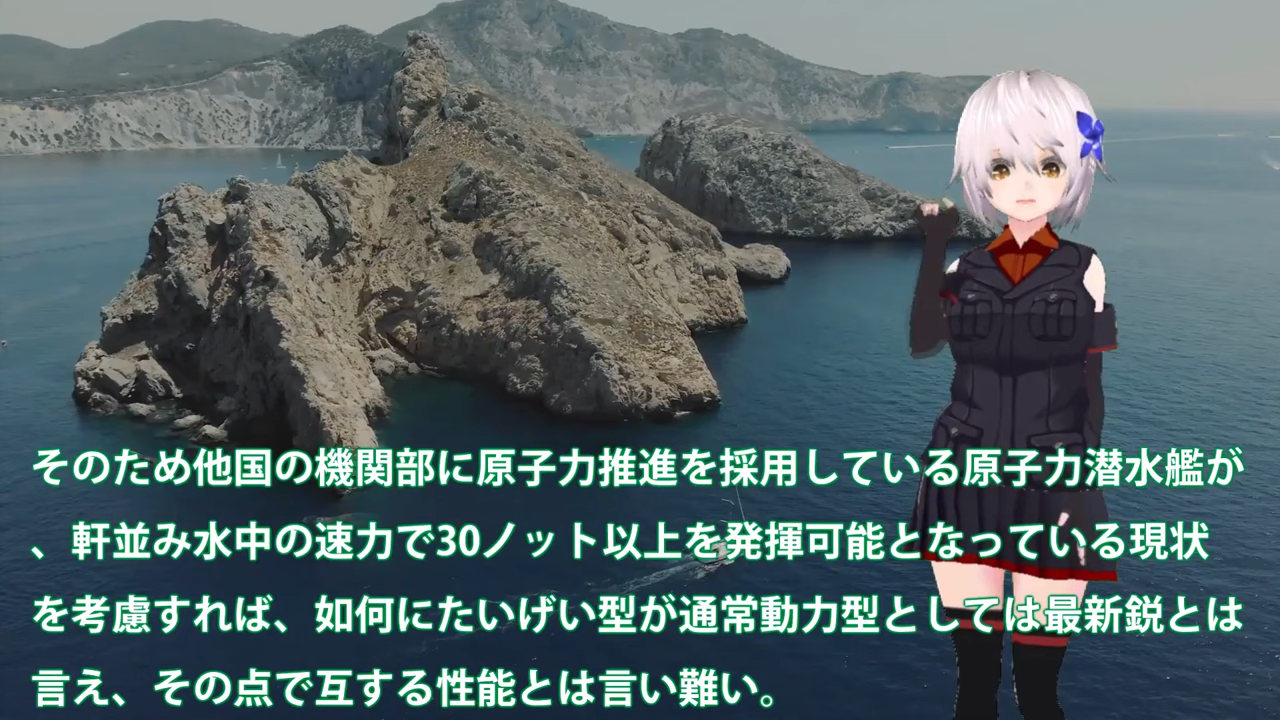 そのため他国の機関部に原子力推進を採用している原子力潜水艦が
、軒並み水中の速力で30ノット以上を発揮可能となっている現状
を考慮すれば、如何にたいげい型が通常動力型としては最新鋭とは
言え、その点で互する性能とは言い難い。